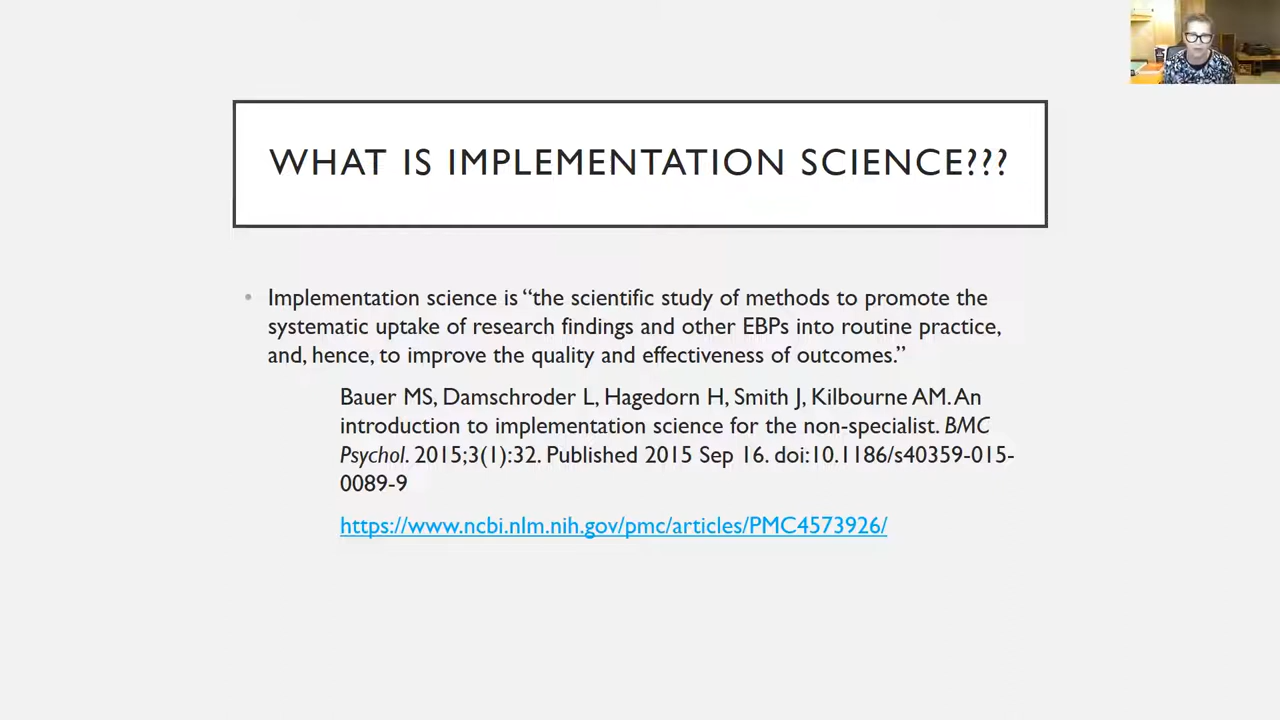 WHAT IS IMPLEMENTATION SCIENCE???
• Implementation science is “the scientific study of methods to promote the
systematic uptake of research findings and other EBPs into routine practice,
and, hence, to improve the quality and effectiveness of outcomes.”
Bauer MS, Damschroder L, Hagedorn H, Smith J, Kilbourne AM. An
introduction to implementation science for the non-specialist. BMC
Psychol. 2015;3(1):32. Published 2015 Sep 16. doi:10.1186/s40359-015-
0089-9
https://www.ncbi.nlm.nih.gov/pmc/articles/PMC4573926/